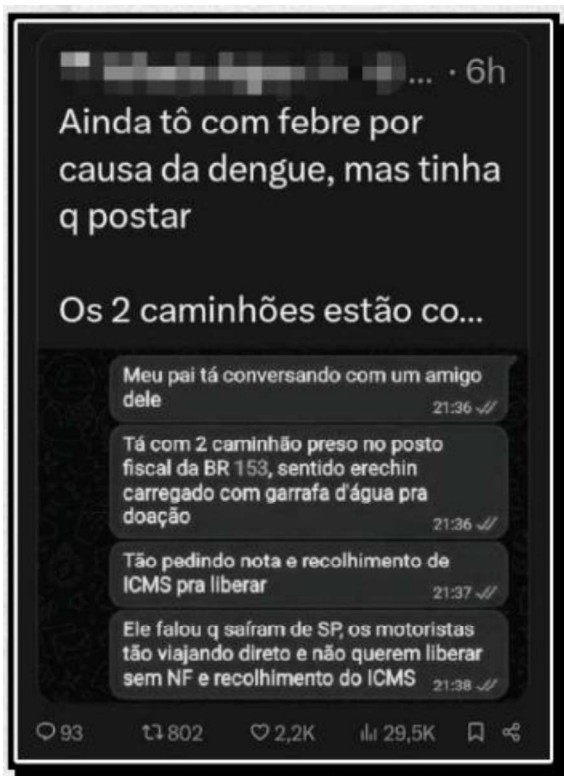 ... · 6h
Ainda tô com febre por
causa da dengue, mas tinha
q postar
Os 2 caminhões estão co...
Meu pai tá conversando com um amigo
dele
21:36
Tá com 2 caminhão preso no posto
fiscal da BR 153, sentido erechin
carregado com garrafa d'água pra
doação
21:36
Tão pedindo nota e recolhimento de
ICMS pra liberar
21:37
Ele falou q saíram de SP, os motoristas
tão viajando direto e não querem liberar
sem NF e recolhimento do ICMS
21:38
93 802 2,2K 29,5K